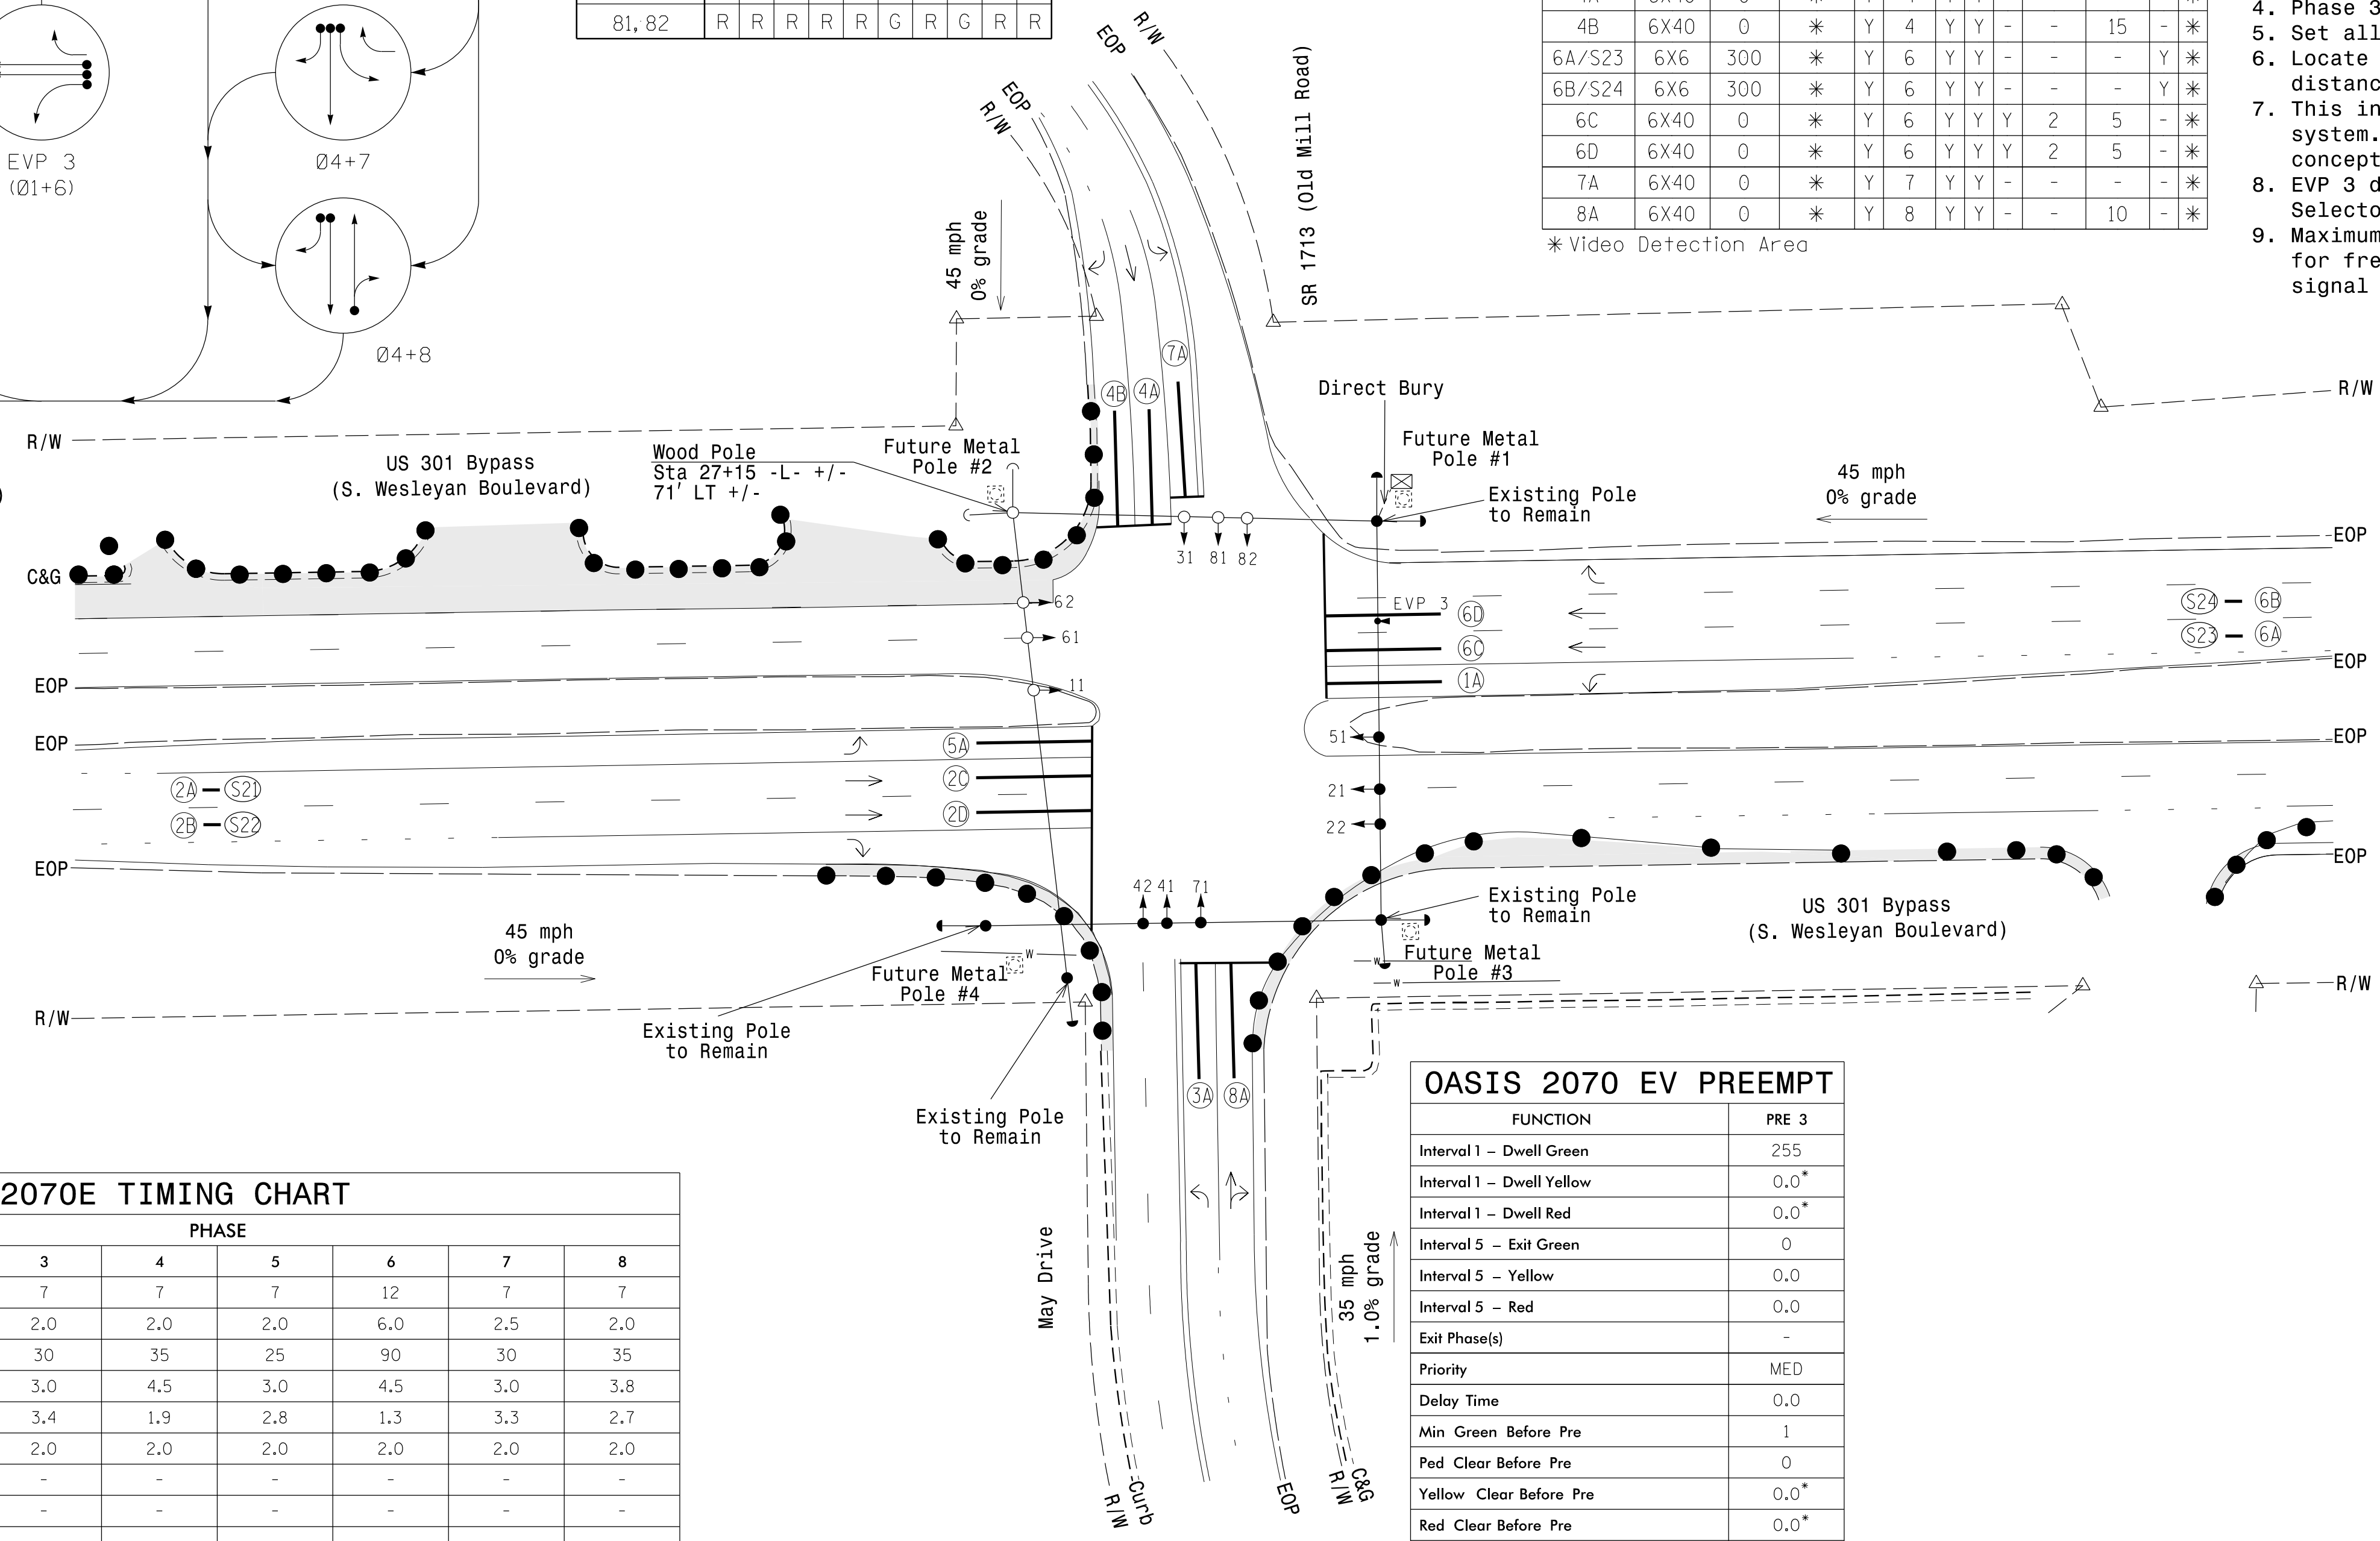 EVP 3
(Ø1+6)
Ø4+7
Ø4+8
81,82 R R R R R G R G R R
4B 6X40 0 * Y 4 Y Y - - 15 - *
6A/S23 6X6 300 * Y 6 Y Y - - - Y *
6B/S24 6X6 300 * Y 6 Y Y - - - Y *
6C 6X40 0 * Y 6 Y Y Y 2 5 - *
6D 6X40 0 * Y 6 Y Y Y 2 5 - *
7A 6X40 0 * Y 7 Y Y - - - - *
8A 6X40 0 * Y 8 Y Y - - 10 - *
* Video Detection Area
4. Phase 3
5. Set all
6. Locate
distanc
7. This in
system.
concept
8. EVP 3 d
Selecto
9. Maximum
for fre
signal
EOP
R/W
EOP
R/W
SR 1713 (Old Mill Road)
45 mph
0% grade
7A
4B
4A
R/W
US 301 Bypass
(S. Wesleyan Boulevard)
Wood Pole
Sta 27+15 -L- +/-
71' LT +/-
Future Metal
Pole #2
Direct Bury
Future Metal
Pole #1
Existing Pole
to Remain
45 mph
0% grade
R/W
EOP
C&G
31 81 82
62
61
11
EVP 3
6D
6C
1A
S24 6B
S23 6A
EOP
EOP
EOP
EOP
EOP
EOP
5A
2C
2D
2A S21
2B S22
51
21
22
42 41 71
45 mph
0% grade
Existing Pole
to Remain
US 301 Bypass
(S. Wesleyan Boulevard)
W
Future Metal
Pole #4
W
W
Future Metal
Pole #3
R/W
R/W
Existing Pole
to Remain
Existing Pole
to Remain
3A 8A
May Drive
35 mph
1.0% grade
R/W
Curb
EOP
R/W
C&G
2070E TIMING CHART
PHASE
3 4 5 6 7 8
7 7 7 12 7 7
2.0 2.0 2.0 6.0 2.5 2.0
30 35 25 90 30 35
3.0 4.5 3.0 4.5 3.0 3.8
3.4 1.9 2.8 1.3 3.3 2.7
2.0 2.0 2.0 2.0 2.0 2.0
- - - - - -
- - - - - -
OASIS 2070 EV PREEMPT
FUNCTION PRE 3
Interval 1 – Dwell Green 255
Interval 1 – Dwell Yellow 0.0*
Interval 1 – Dwell Red 0.0*
Interval 5 – Exit Green 0
Interval 5 – Yellow 0.0
Interval 5 – Red 0.0
Exit Phase(s) -
Priority MED
Delay Time 0.0
Min Green Before Pre 1
Ped Clear Before Pre 0
Yellow Clear Before Pre 0.0*
Red Clear Before Pre 0.0*